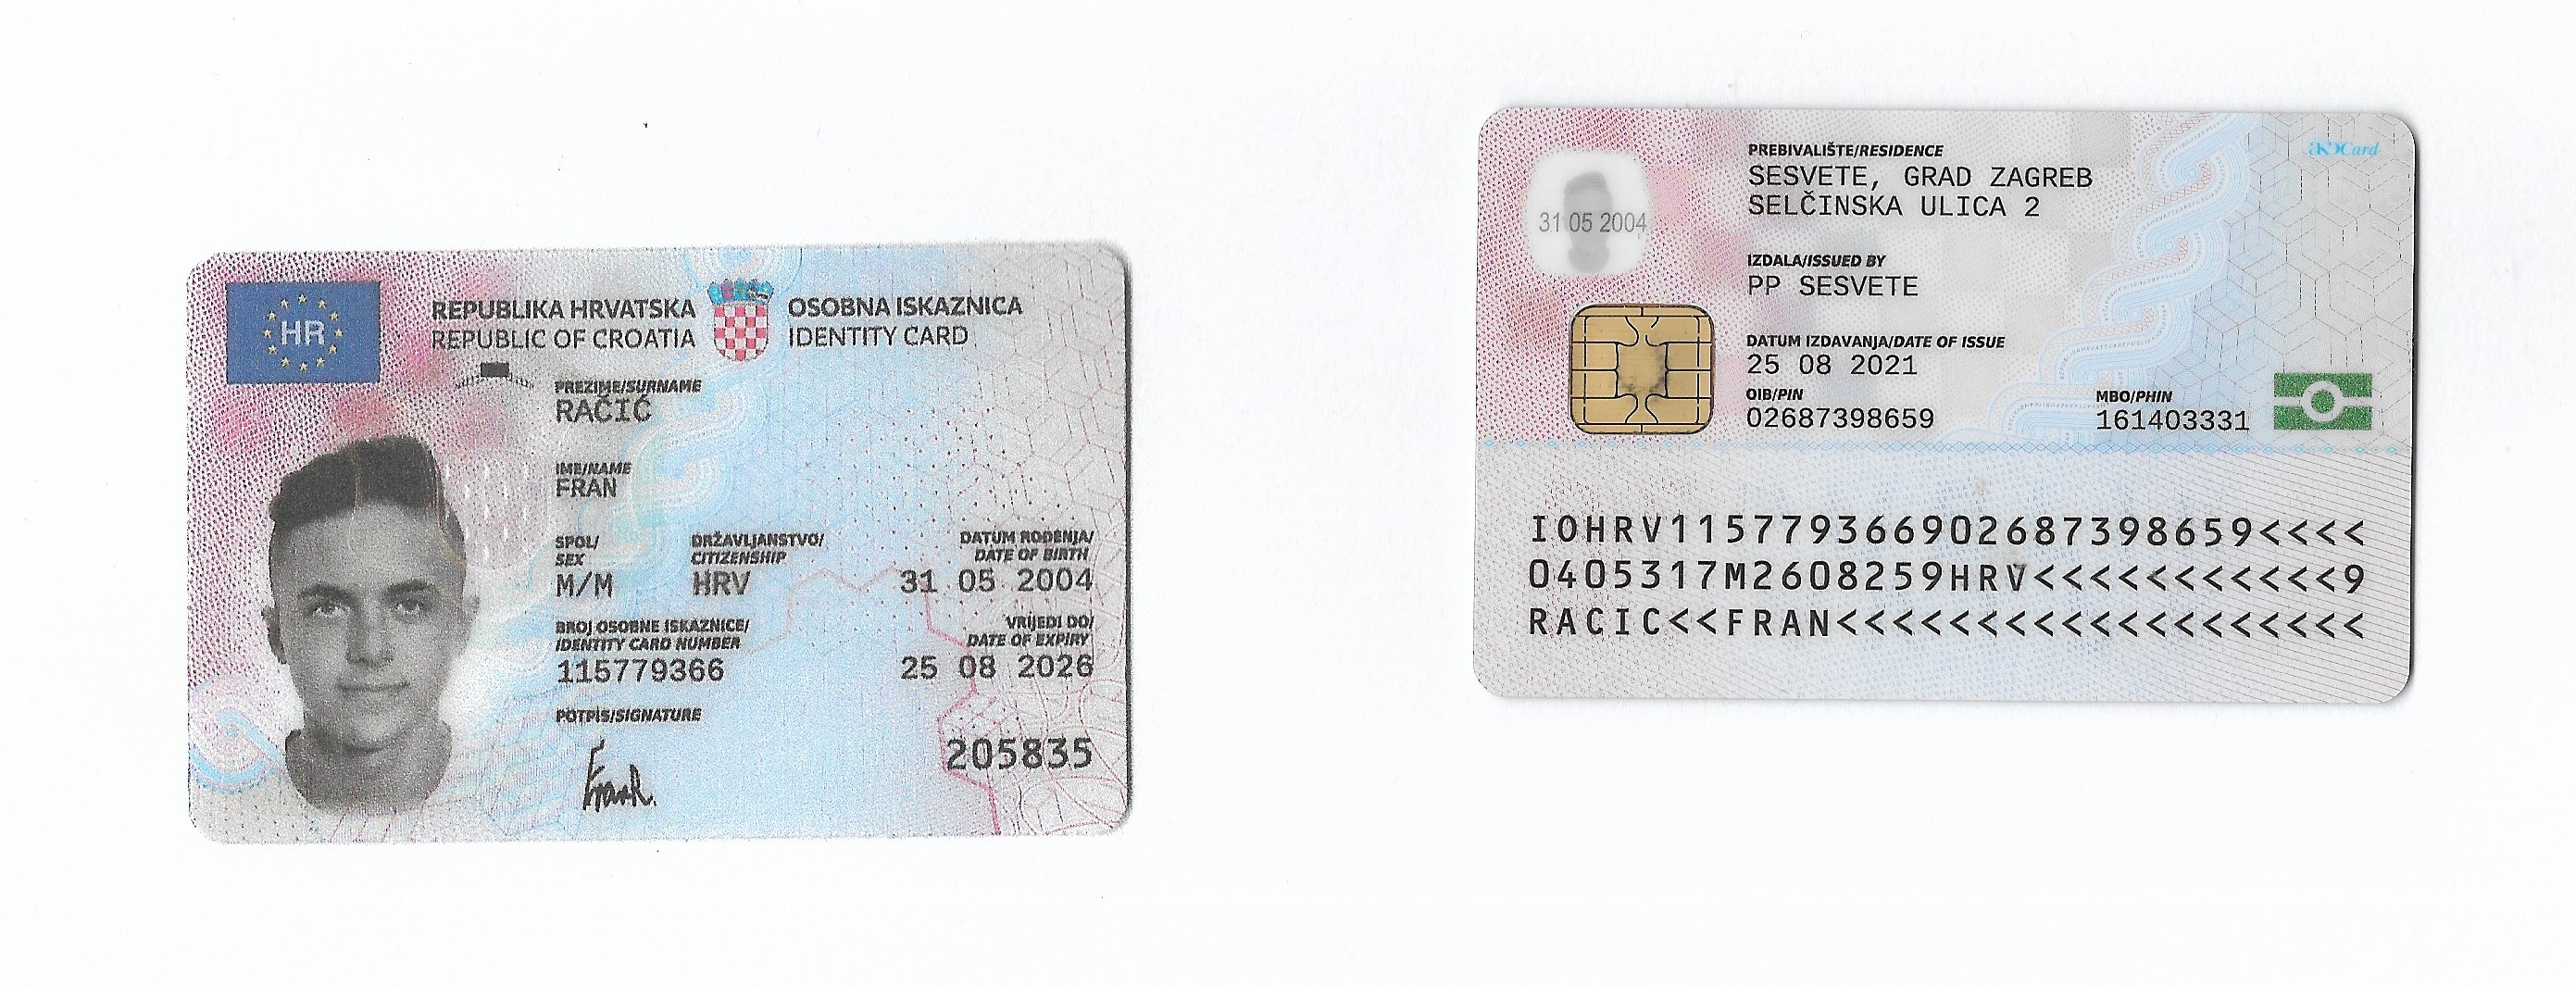 HR
REPUBLIKA HRVATSKA
REPUBLIC OF CROATIA
OSOBNA ISKAZNICA
IDENTITY CARD
PREZIME/SURNAME
RAČIĆ
IME/NAME
FRAN
SPOL/
SEX
M/M
DRŽAVLJANSTVO/
CITIZENSHIP
HRV
DATUM ROĐENJA/
DATE OF BIRTH
31 05 2004
BROJ OSOBNE ISKAZNICE/
IDENTITY CARD NUMBER
115779366
VRIJEDI DO/
DATE OF EXPIRY
25 08 2026
POTPIS/SIGNATURE
FranR.
205835
PREBIVALIŠTE/RESIDENCE
SESVETE, GRAD ZAGREB
SELČINSKA ULICA 2
31 05 2004
IZDALA/ISSUED BY
PP SESVETE
DATUM IZDAVANJA/DATE OF ISSUE
25 08 2021
OIB/PIN
02687398659
MBO/PHIN
161403331
AKDCard
IOHRV115779366902687398659<<<<
0405317M2608259HRV<<<<<<<<<<<9
RACIC<<FRAN<<<<<<<<<<<<<<<<<<<